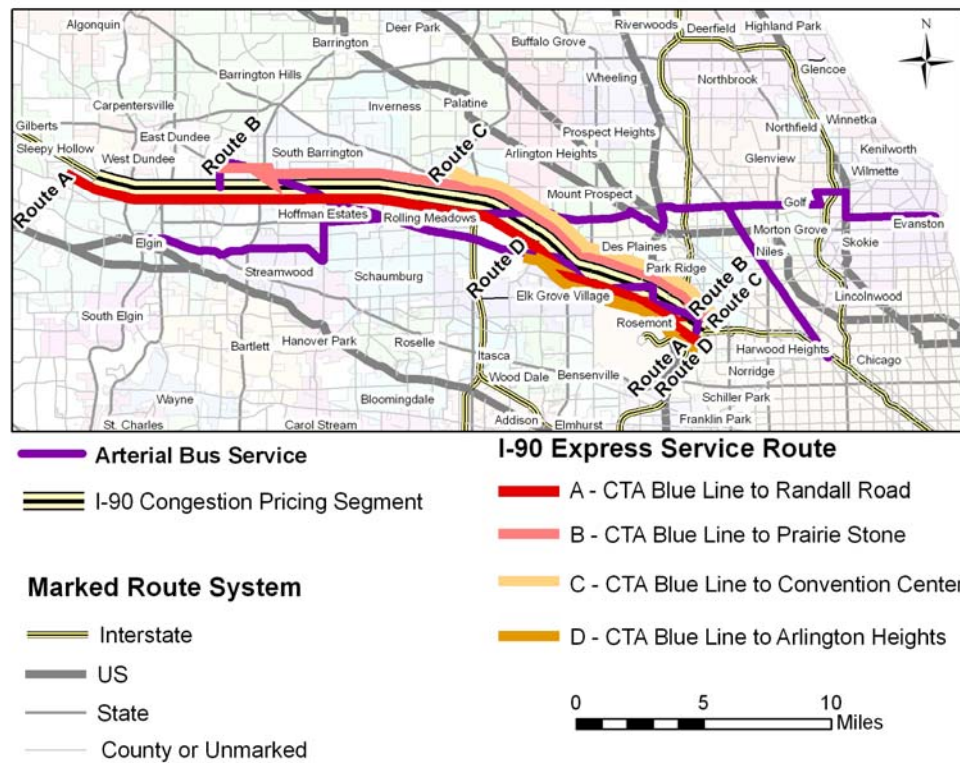 Algonquin
Deer Park
Riverwoods
Deerfield
Highland Park
N
Barrington
Buffalo Grove
Glencoe
Barrington Hills
Wheeling
Northbrook
Carpentersville
Inverness
Palatine
Winnetka
Gilberts
East Dundee
Route B
Route C
Prospect Heights
Northfield
Kenilworth
Sleepy Hollow
West Dundee
South Barrington
Arlington Heights
Glenview
Wilmette
Route A
Mount Prospect
Golf
Hoffman Estates
Rolling Meadows
Evanston
Elgin
Route D
Des Plaines
Morton Grove
Niles
Skokie
Streamwood
Schaumburg
Park Ridge
Route B
Elk Grove Village
Route C
Lincolnwood
South Elgin
Rosemont
Bartlett
Hanover Park
Roselle
Itasca
Route A
Route D
Harwood Heights
Chicago
Wood Dale
Bensenville
Norridge
Wayne
Bloomingdale
Schiller Park
St. Charles
Carol Stream
Addison
Elmhurst
Franklin Park
Arterial Bus Service
I-90 Congestion Pricing Segment
Marked Route System
Interstate
US
State
County or Unmarked
I-90 Express Service Route
A - CTA Blue Line to Randall Road
B - CTA Blue Line to Prairie Stone
C - CTA Blue Line to Convention Center
D - CTA Blue Line to Arlington Heights
0 5 10
Miles